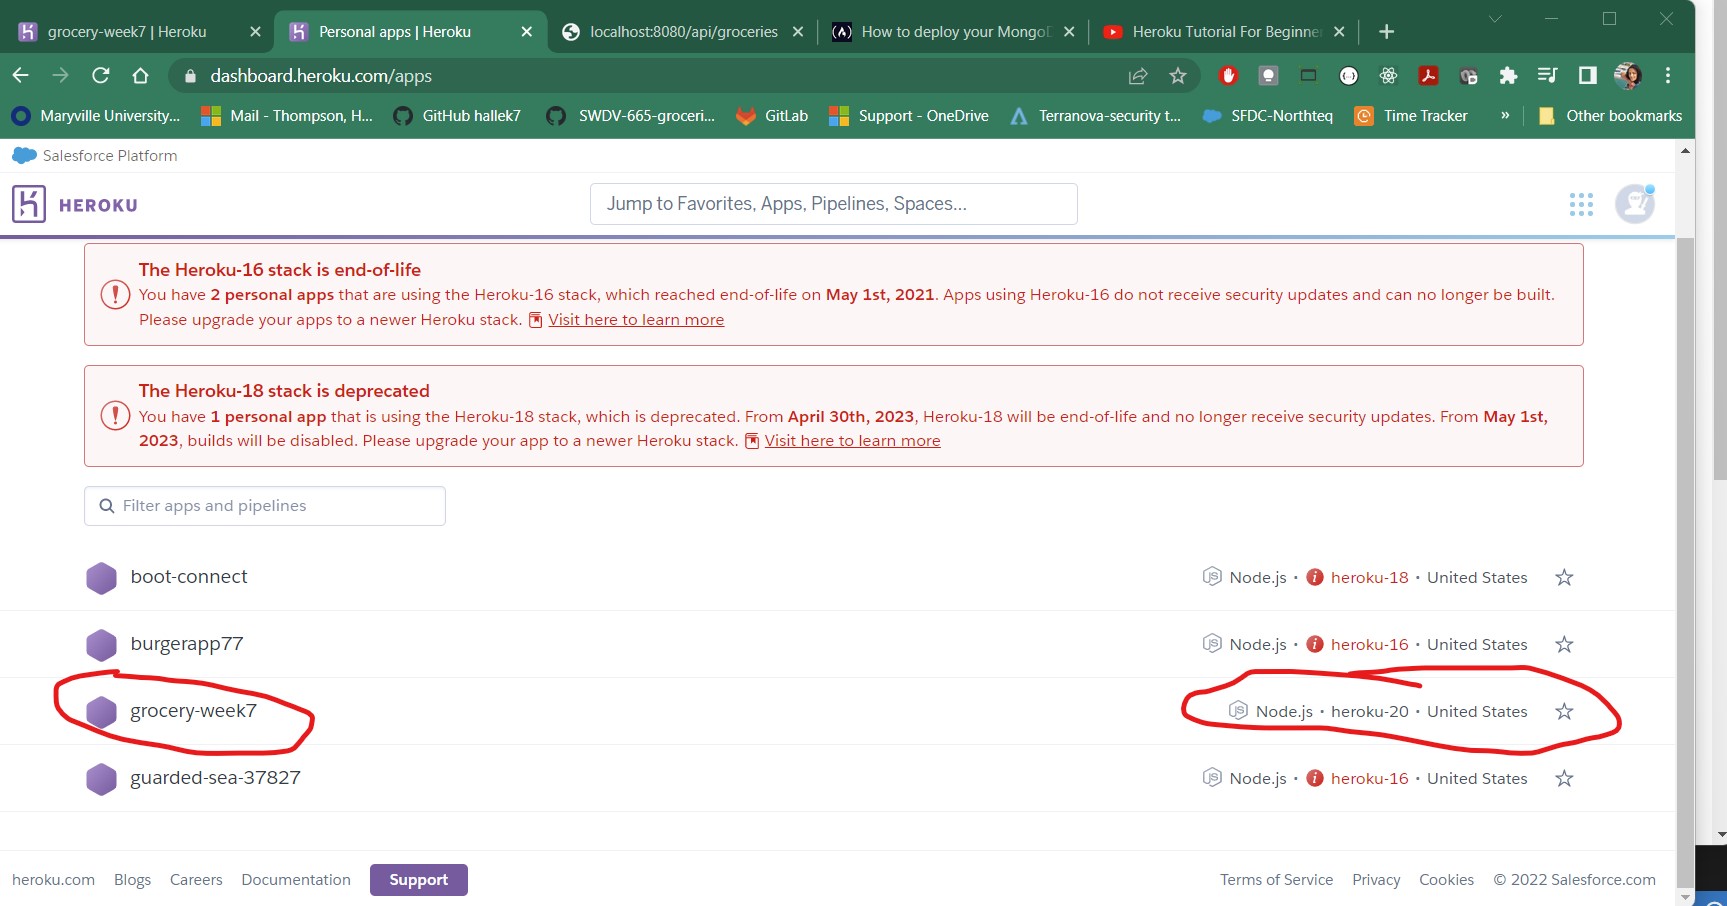 grocery-week7 | Heroku
Personal apps | Heroku
localhost:8080/api/groceries
How to deploy your MongoD
Heroku Tutorial For Beginne
dashboard.heroku.com/apps
Maryville University...
Mail - Thompson, H...
GitHub hallek7
SWDV-665-groceri...
GitLab
Support - OneDrive
Terranova-security t...
SFDC-Northteq
Time Tracker
»
Other bookmarks
Salesforce Platform
HEROKU
Jump to Favorites, Apps, Pipelines, Spaces...
The Heroku-16 stack is end-of-life
You have 2 personal apps that are using the Heroku-16 stack, which reached end-of-life on May 1st, 2021. Apps using Heroku-16 do not receive security updates and can no longer be built.
Please upgrade your apps to a newer Heroku stack. Visit here to learn more
The Heroku-18 stack is deprecated
You have 1 personal app that is using the Heroku-18 stack, which is deprecated. From April 30th, 2023, Heroku-18 will be end-of-life and no longer receive security updates. From May 1st,
2023, builds will be disabled. Please upgrade your app to a newer Heroku stack. Visit here to learn more
Filter apps and pipelines
boot-connect
Node.js · heroku-18 · United States
burgerapp77
Node.js · heroku-16 · United States
grocery-week7
Node.js · heroku-20 · United States
guarded-sea-37827
Node.js · heroku-16 · United States
heroku.com
Blogs
Careers
Documentation
Support
Terms of Service
Privacy
Cookies
© 2022 Salesforce.com